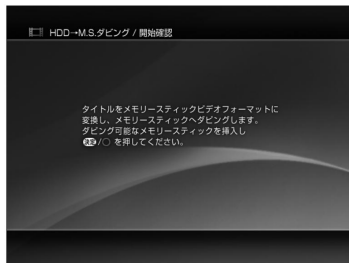 HDD→M.S.ダビング / 開始確認
タイトルをメモリースティックビデオフォーマットに
変換し、メモリースティックへダビングします。
ダビング可能なメモリースティックを挿入し
決定/○ を押してください。